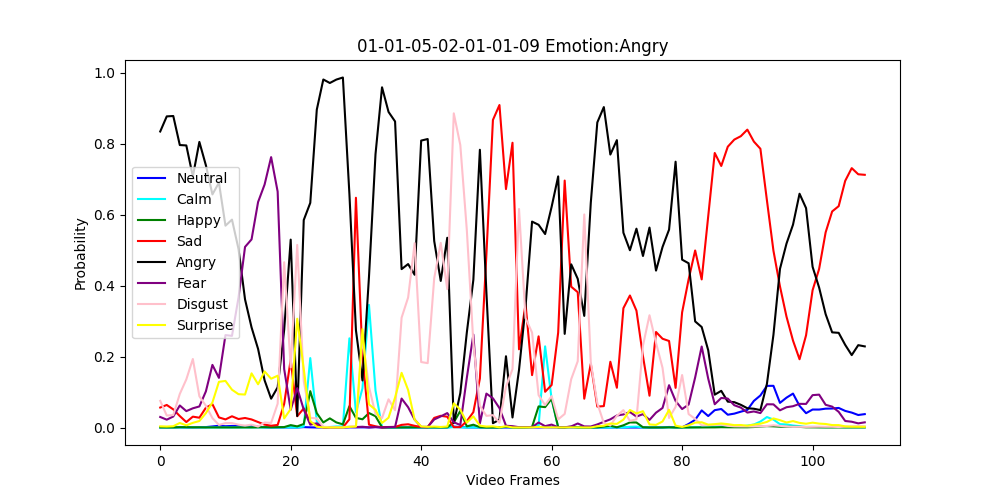 01-01-05-02-01-01-09 Emotion:Angry
1.0
0.8
0.6
0.4
0.2
0.0
Probability
Neutral
Calm
Happy
Sad
Angry
Fear
Disgust
Surprise
0 20 40 60 80 100
Video Frames